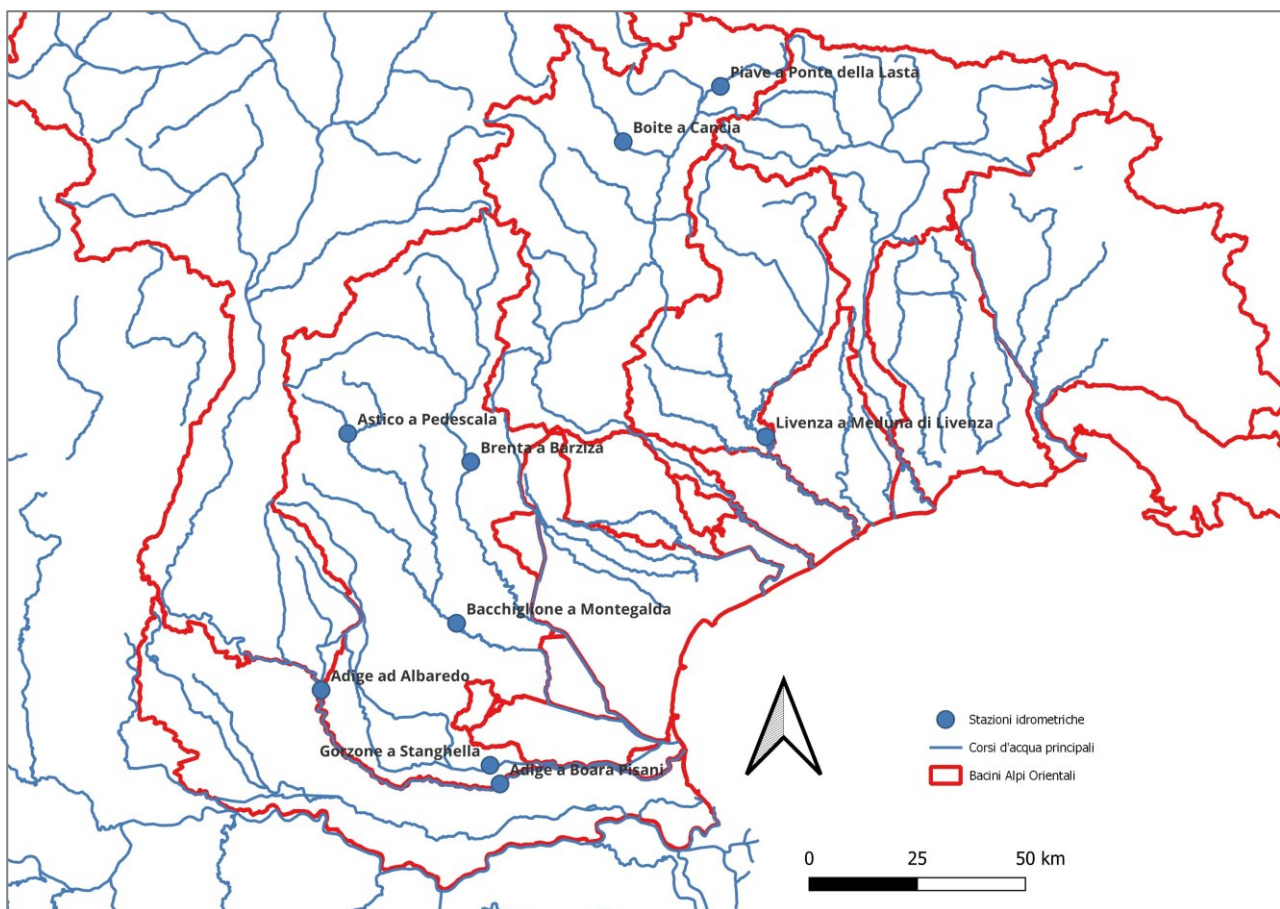 Piave a Ponte della Lasta
Boite a Cancia
Astico a Pedescala
Livenza a Meduna di Livenza
Brenta a Barziza
Bacchiglione a Montegalda
Adige ad Albaredo
Gorzone a Stanghella
Adige a Boara Pisani
Stazioni idrometriche
Corsi d'acqua principali
Bacini Alpi Orientali
0 25 50 km